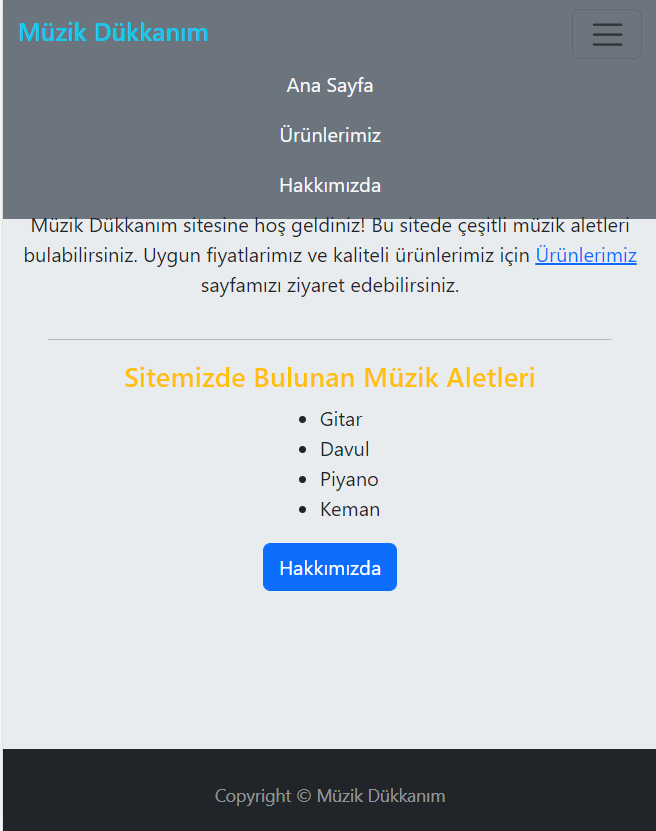 Müzik Dükkanım
Ana Sayfa
Ürünlerimiz
Hakkımızda
Müzik Dükkanım sitesine hoş geldiniz! Bu sitede çeşitli müzik aletleri
bulabilirsiniz. Uygun fiyatlarimız ve kaliteli ürünlerimiz için Ürünlerimiz
sayfamızı ziyaret edebilirsiniz.
Sitemizde Bulunan Müzik Aletleri
Gitar
Davul
Piyano
Keman
Hakkımızda
Copyright © Müzik Dükkanım